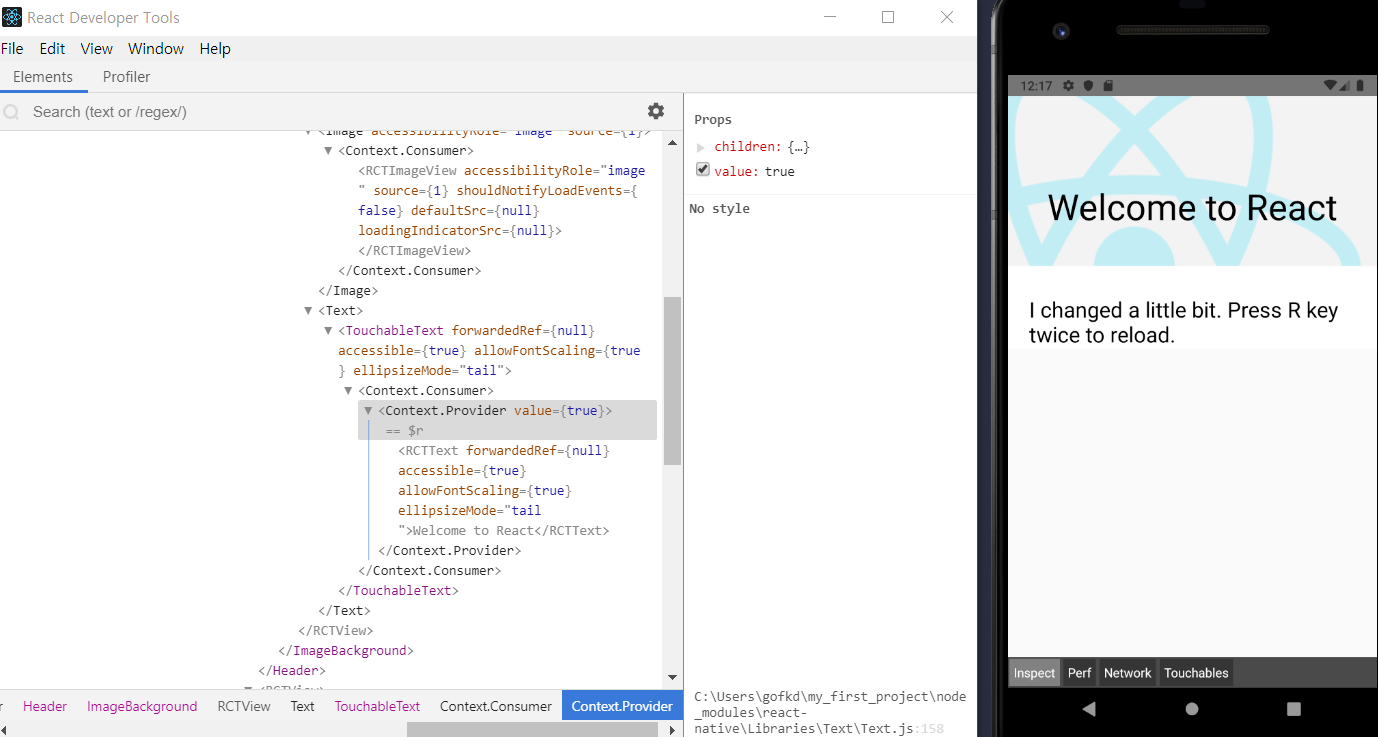 React Developer Tools
File Edit View Window Help
Elements Profiler
Search (text or /regex/)
<Image accessibilityRole="image" source={1}>
<Context.Consumer>
<RCTImageView accessibilityRole="image
" source={1} shouldNotifyLoadEvents={
false} defaultSrc={null}
loadingIndicatorSrc={null}>
</RCTImageView>
</Context.Consumer>
</Image>
<Text>
<TouchableText forwardedRef={null}
accessible={true} allowFontScaling={true
} ellipsizeMode="tail">
<Context.Consumer>
<Context.Provider value={true}>
== $r
<RCTText forwardedRef={null}
accessible={true}
allowFontScaling={true}
ellipsizeMode="tail
">Welcome to React</RCTText>
</Context.Provider>
</Context.Consumer>
</TouchableText>
</Text>
</RCTView>
</ImageBackground>
</Header>
<RCTView>
r Header ImageBackground RCTView Text TouchableText Context.Consumer Context.Provider
Props
children: {…}
value: true
No style
C:\Users\gofkd\my_first_project\node
_modules\react-
native\Libraries\Text\Text.js:158
12:17
Welcome to React
I changed a little bit. Press R key
twice to reload.
Inspect Perf Network Touchables